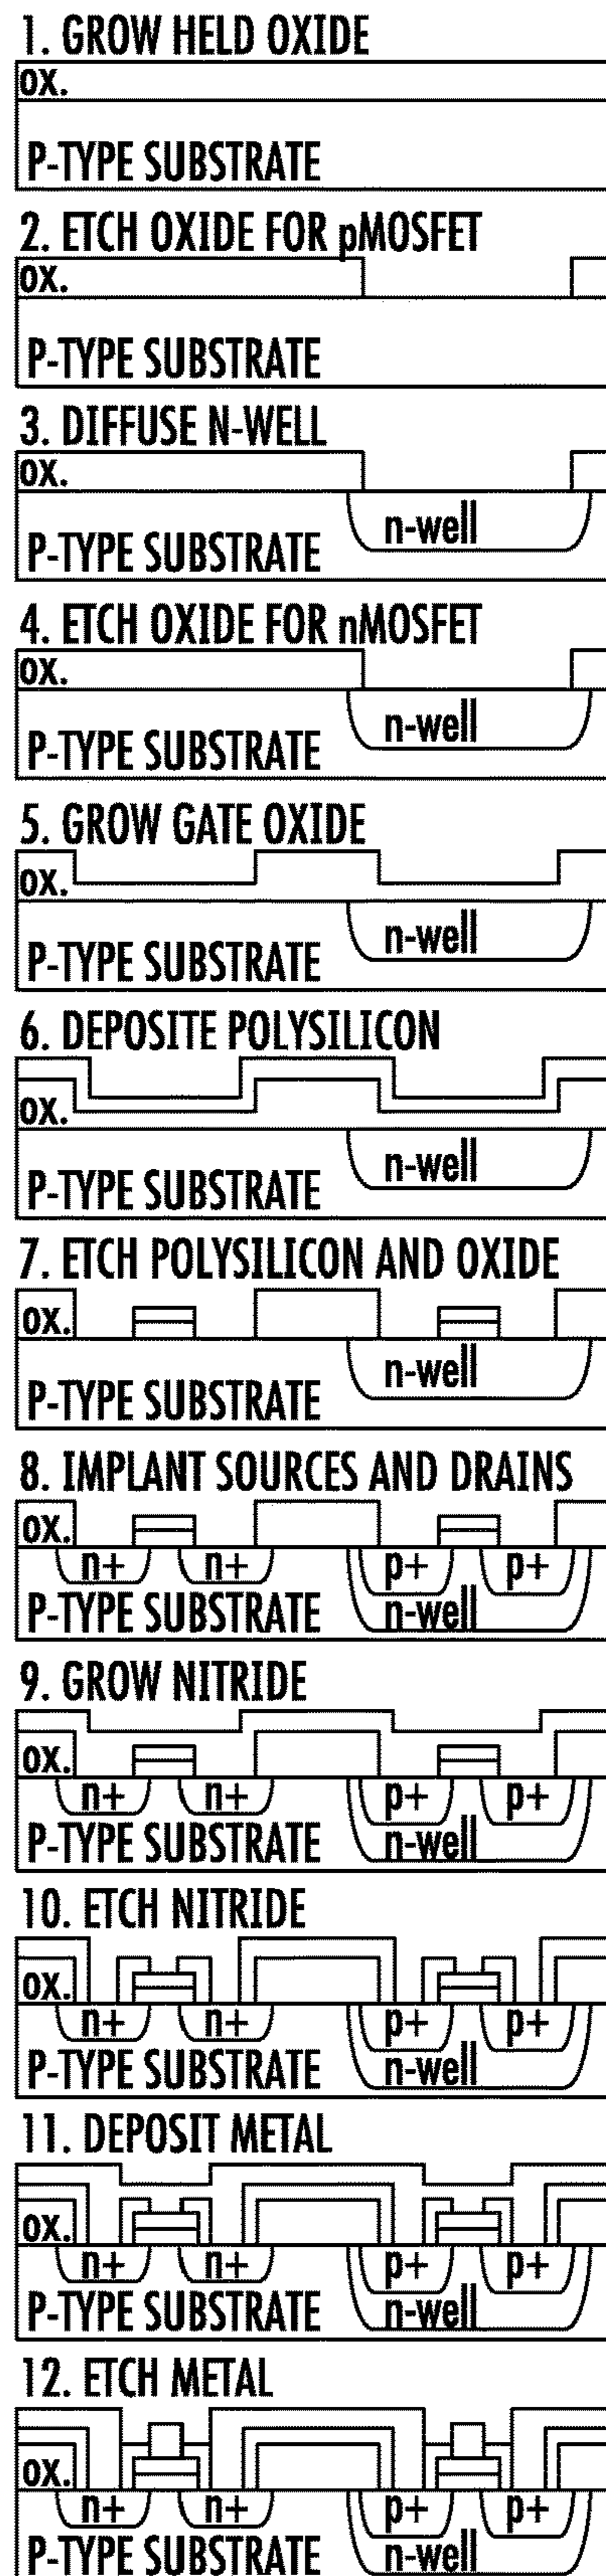 1. GROW HELD OXIDE
OX.
P-TYPE SUBSTRATE
2. ETCH OXIDE FOR pMOSFET
OX.
P-TYPE SUBSTRATE
3. DIFFUSE N-WELL
OX.
n-well
P-TYPE SUBSTRATE
4. ETCH OXIDE FOR nMOSFET
OX.
n-well
P-TYPE SUBSTRATE
5. GROW GATE OXIDE
OX.
n-well
P-TYPE SUBSTRATE
6. DEPOSITE POLYSILICON
OX.
n-well
P-TYPE SUBSTRATE
7. ETCH POLYSILICON AND OXIDE
OX.
n-well
P-TYPE SUBSTRATE
8. IMPLANT SOURCES AND DRAINS
OX.
n+ n+ p+ p+
P-TYPE SUBSTRATE n-well
9. GROW NITRIDE
OX.
n+ n+ p+ p+
P-TYPE SUBSTRATE n-well
10. ETCH NITRIDE
OX.
n+ n+ p+ p+
P-TYPE SUBSTRATE n-well
11. DEPOSIT METAL
OX.
n+ n+ p+ p+
P-TYPE SUBSTRATE n-well
12. ETCH METAL
OX.
n+ n+ p+ p+
P-TYPE SUBSTRATE n-well